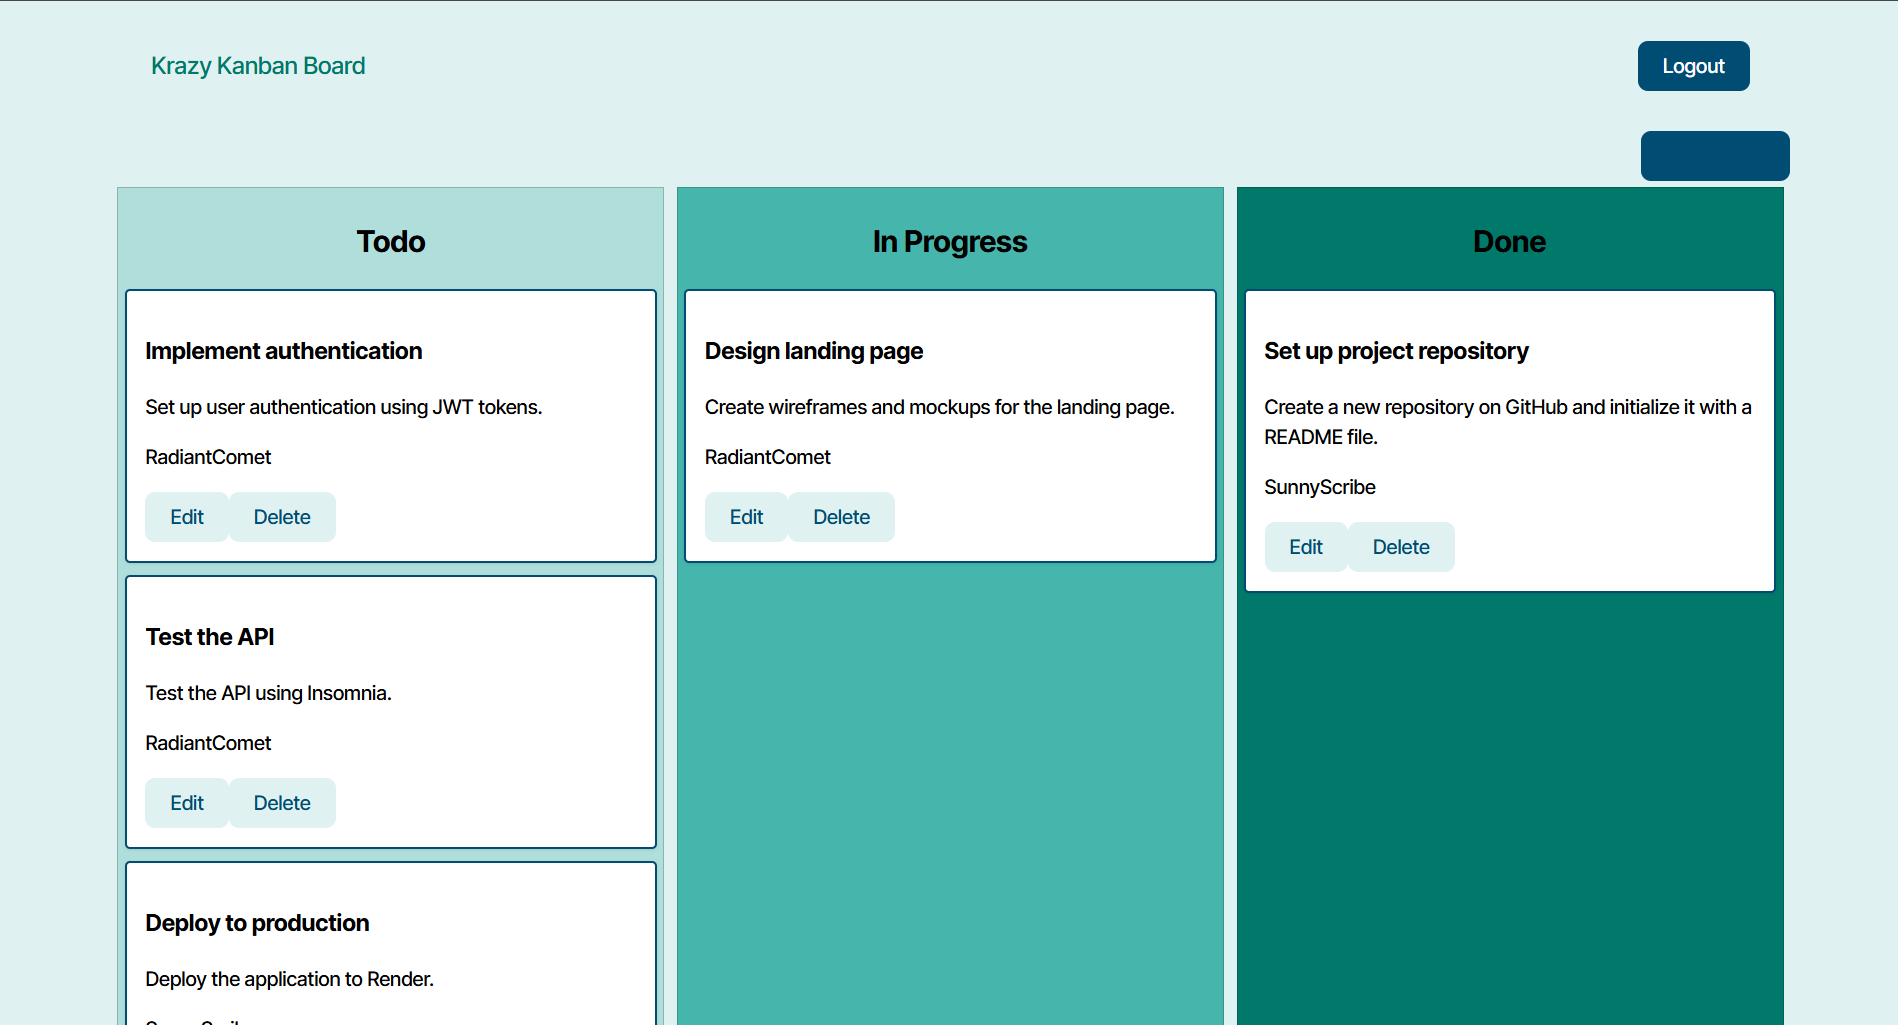 Krazy Kanban Board
Logout
Todo
Implement authentication
Set up user authentication using JWT tokens.
RadiantComet
Edit Delete
Test the API
Test the API using Insomnia.
RadiantComet
Edit Delete
Deploy to production
Deploy the application to Render.
In Progress
Design landing page
Create wireframes and mockups for the landing page.
RadiantComet
Edit Delete
Done
Set up project repository
Create a new repository on GitHub and initialize it with a
README file.
SunnyScribe
Edit Delete